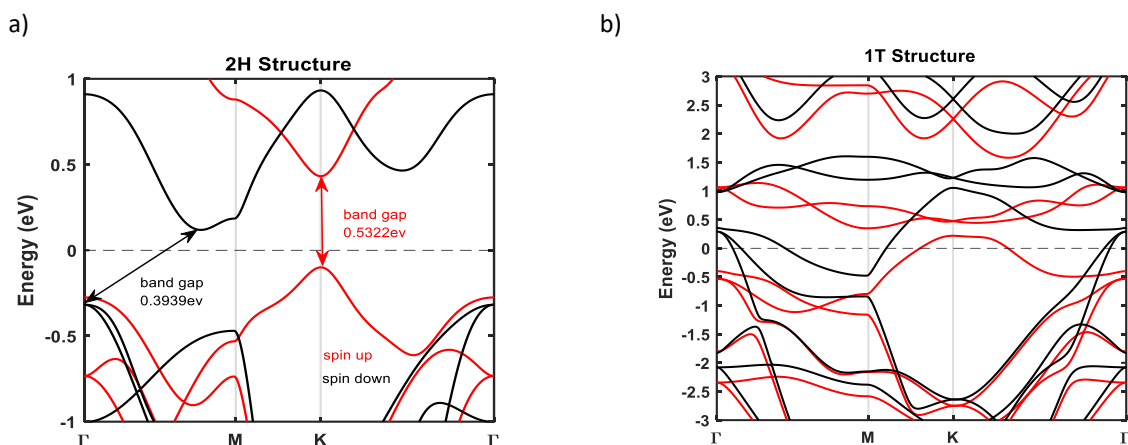 a)
2H Structure
1
0.5
0
-0.5
-1
Energy (eV)
band gap
0.5322ev
band gap
0.3939ev
spin up
spin down
Γ
M
K
Γ
b)
1T Structure
3
2.5
2
1.5
1
0.5
0
-0.5
-1
-1.5
-2
-2.5
-3
Energy (eV)
Γ
M
K
Γ